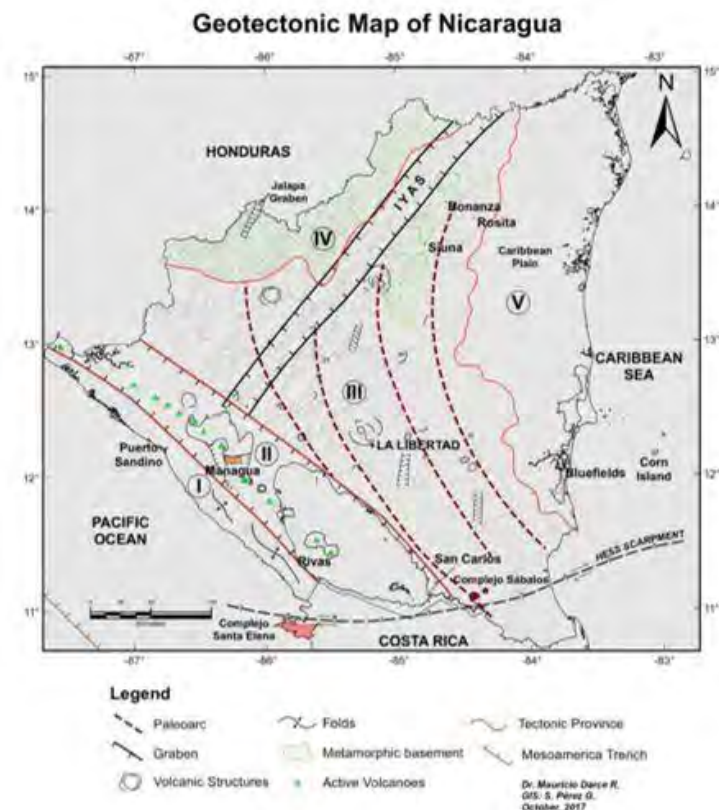 Geotectonic Map of Nicaragua
-87°
-86°
-85°
-84°
-83°
15°
15°
N
HONDURAS
Jalapa
Graben
IYAS
14°
14°
Bonanza
Rosita
IV
Siuna
Caribbean
Plain
V
13°
13°
CARIBBEAN
SEA
III
LA LIBERTAD
Puerto
Sandino
II
Managua
12°
12°
I
Bluefields
Corn
Island
PACIFIC
OCEAN
HESS SCARPMENT
San Carlos
Rivas
Complejo Sábalos
11°
11°
Complejo
Santa Elena
COSTA RICA
-87°
-86°
-85°
-84°
-83°
Legend
Paleoarc
Folds
Tectonic Province
Graben
Metamorphic basement
Mesoamerica Trench
Volcanic Structures
Active Volcanoes
Dr. Mauricio Darce R.
GIS: S. Pérez G.
October, 2017